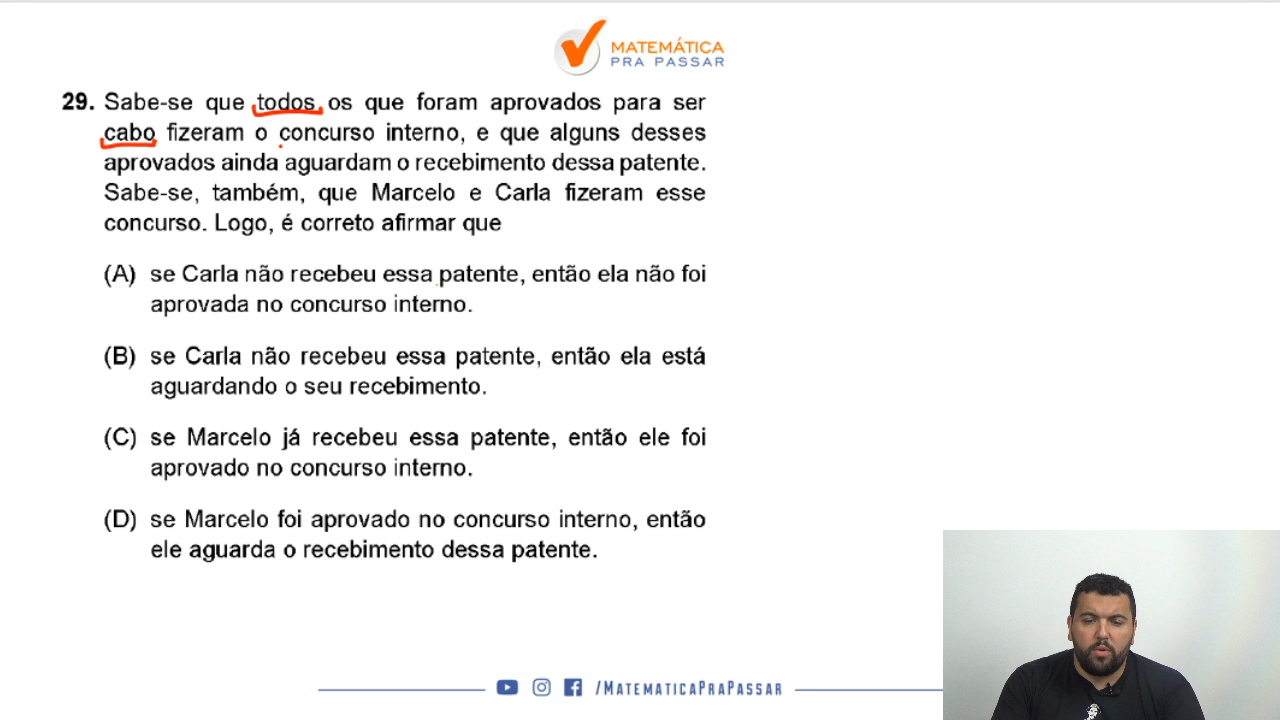 MATEMÁTICA
PRA PASSAR
29. Sabe-se que todos os que foram aprovados para ser
cabo fizeram o concurso interno, e que alguns desses
aprovados ainda aguardam o recebimento dessa patente.
Sabe-se, também, que Marcelo e Carla fizeram esse
concurso. Logo, é correto afirmar que
(A) se Carla não recebeu essa patente, então ela não foi
aprovada no concurso interno.
(B) se Carla não recebeu essa patente, então ela está
aguardando o seu recebimento.
(C) se Marcelo já recebeu essa patente, então ele foi
aprovado no concurso interno.
(D) se Marcelo foi aprovado no concurso interno, então
ele aguarda o recebimento dessa patente.
/MATEMATICAPRAPASSAR